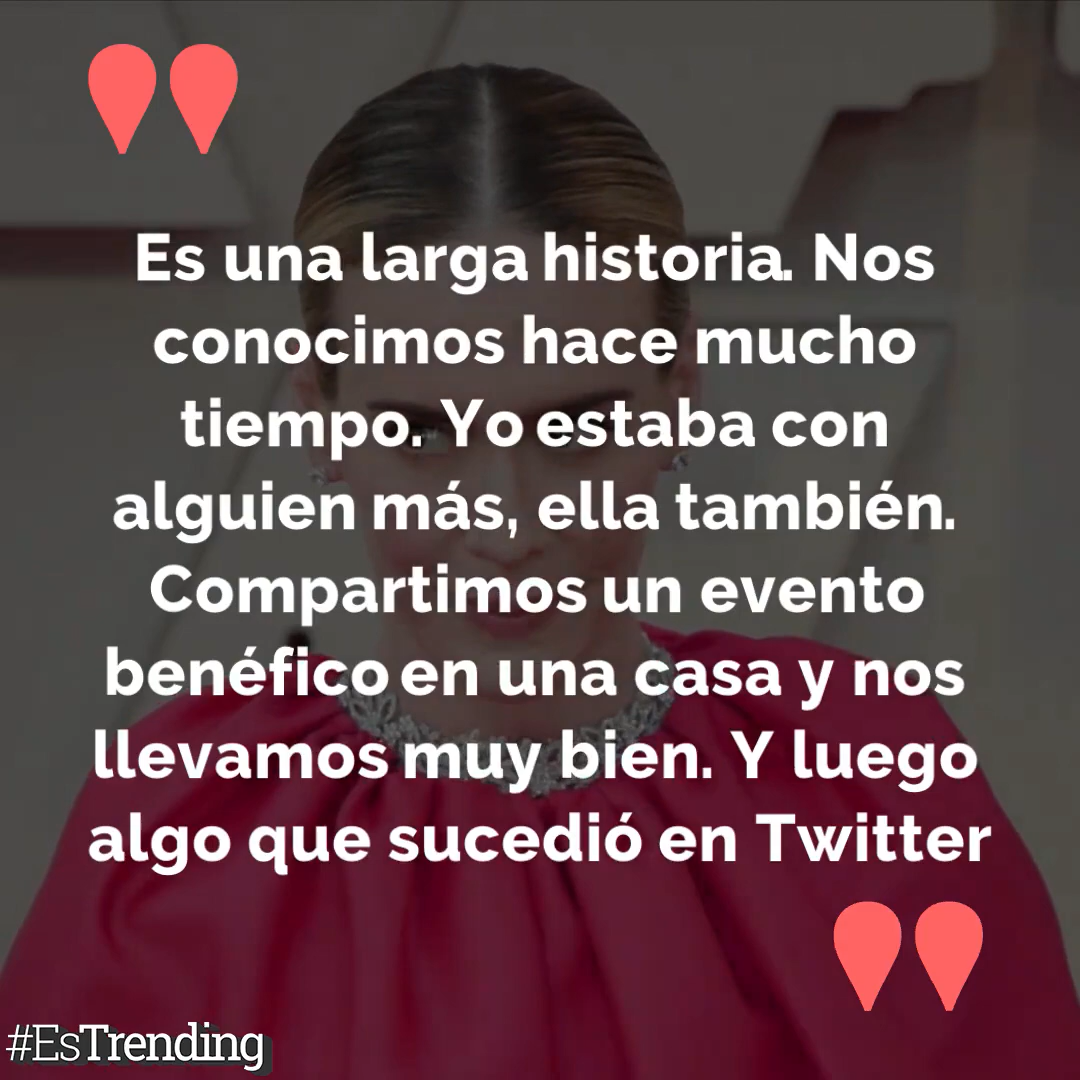 Es una larga historia. Nos
conocimos hace mucho
tiempo. Yo estaba con
alguien más, ella también.
Compartimos un evento
benéfico en una casa y nos
llevamos muy bien. Y luego
algo que sucedió en Twitter
#EsTrending